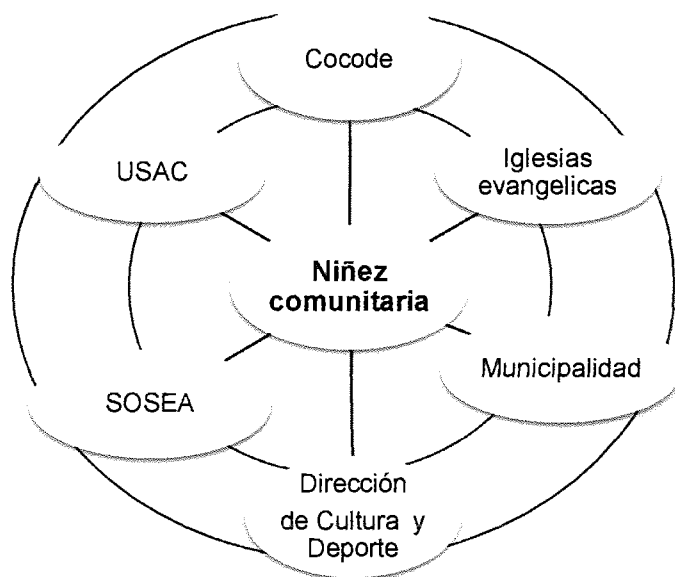 Cocode
USAC
Iglesias
evangelicas
Niñez
comunitaria
SOSEA
Municipalidad
Dirección
de Cultura y
Deporte